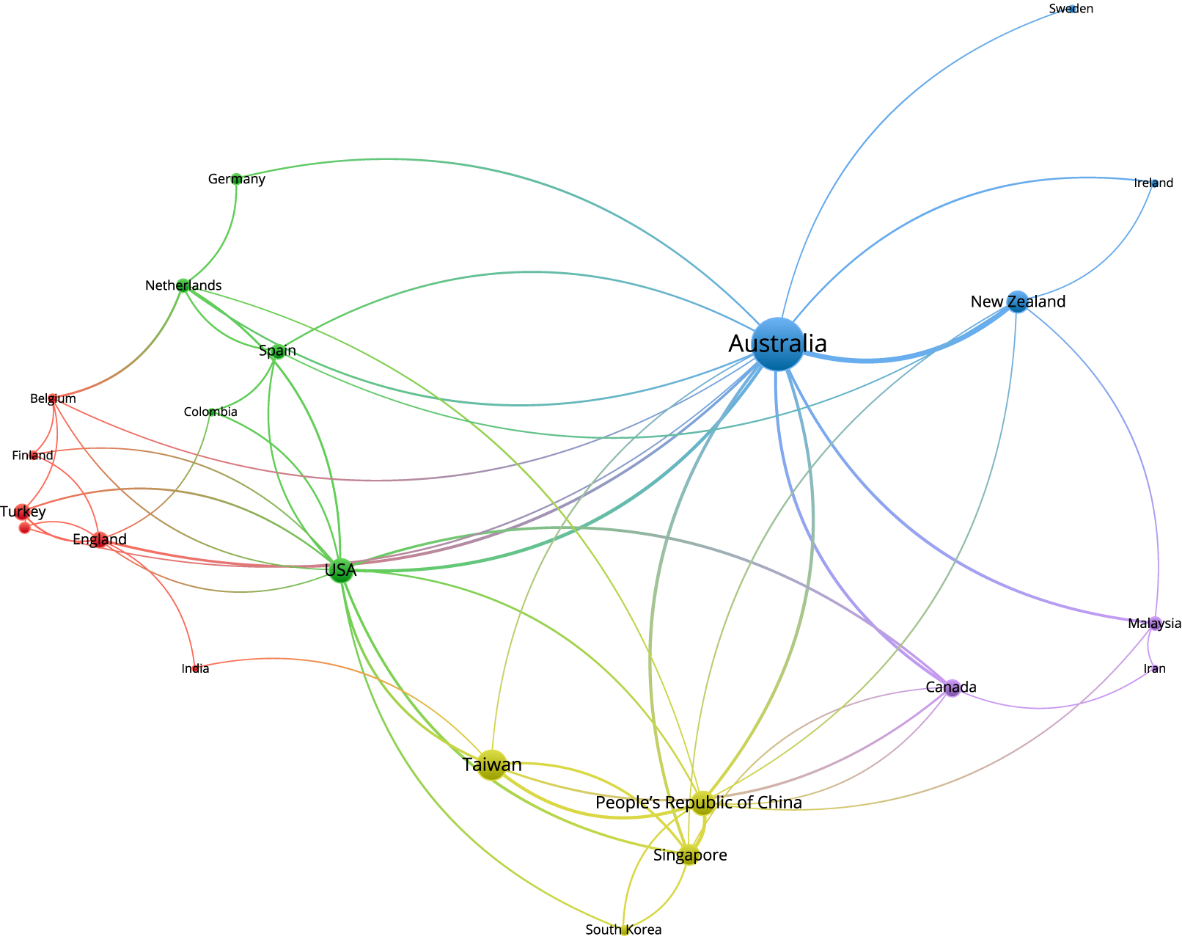 Sweden
Germany
Ireland
Netherlands
New Zealand
Australia
Spain
Belgium
Colombia
Finland
Turkey
England
USA
Malaysia
India
Iran
Canada
Taiwan
People’s Republic of China
Singapore
South Korea